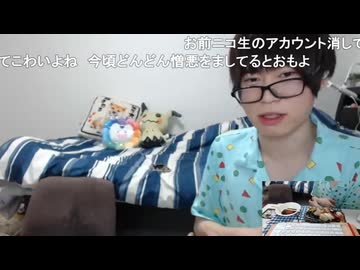 お前ニコ生のアカウント消して
てこわいよね　今頃どんどん憎悪をましてるとおもよ